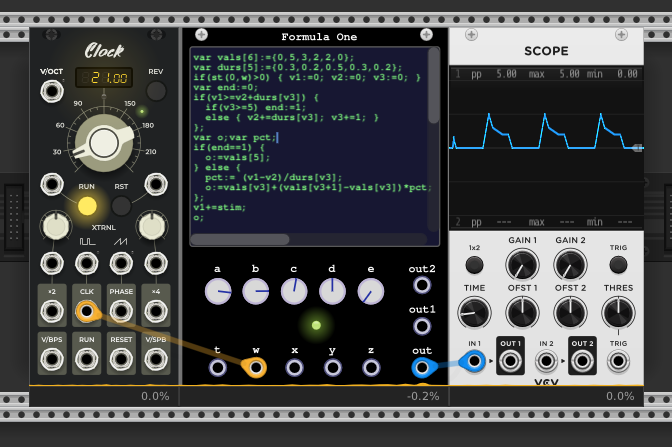 Clock
V/OCT
21.00
REV
90
150
60
180
30
210
RUN
RST
XTRNL
×2
CLK
PHASE
×4
V/BPS
RUN
RESET
V/SPB
0.0%
Formula One
var vals[6]:={0,5,3,2,2,0};
var durs[5]:={0.3,0.2,0.5,0.3,0.2};
if(st(0,w)>0) { v1:=0; v2:=0; v3:=0; }
var end:=0;
if(v1>=v2+durs[v3]) {
if(v3>=5) end:=1;
else { v2+=durs[v3]; v3+=1; }
};
var o;var pct;
if(end==1) {
o:=vals[5];
} else {
pct:= (v1-v2)/durs[v3];
o:=vals[v3]+(vals[v3+1]-vals[v3])*pct;
};
v1+=stim;
o;
a b c d e out2
out1
t w x y z out
-0.2%
SCOPE
1 pp 5.00 max 5.00 min 0.00
2 pp --- max --- min ---
1x2
GAIN 1
GAIN 2
TRIG
TIME
OFST 1
OFST 2
THRES
IN 1
OUT 1
IN 2
OUT 2
TRIG
VCV
0.0%